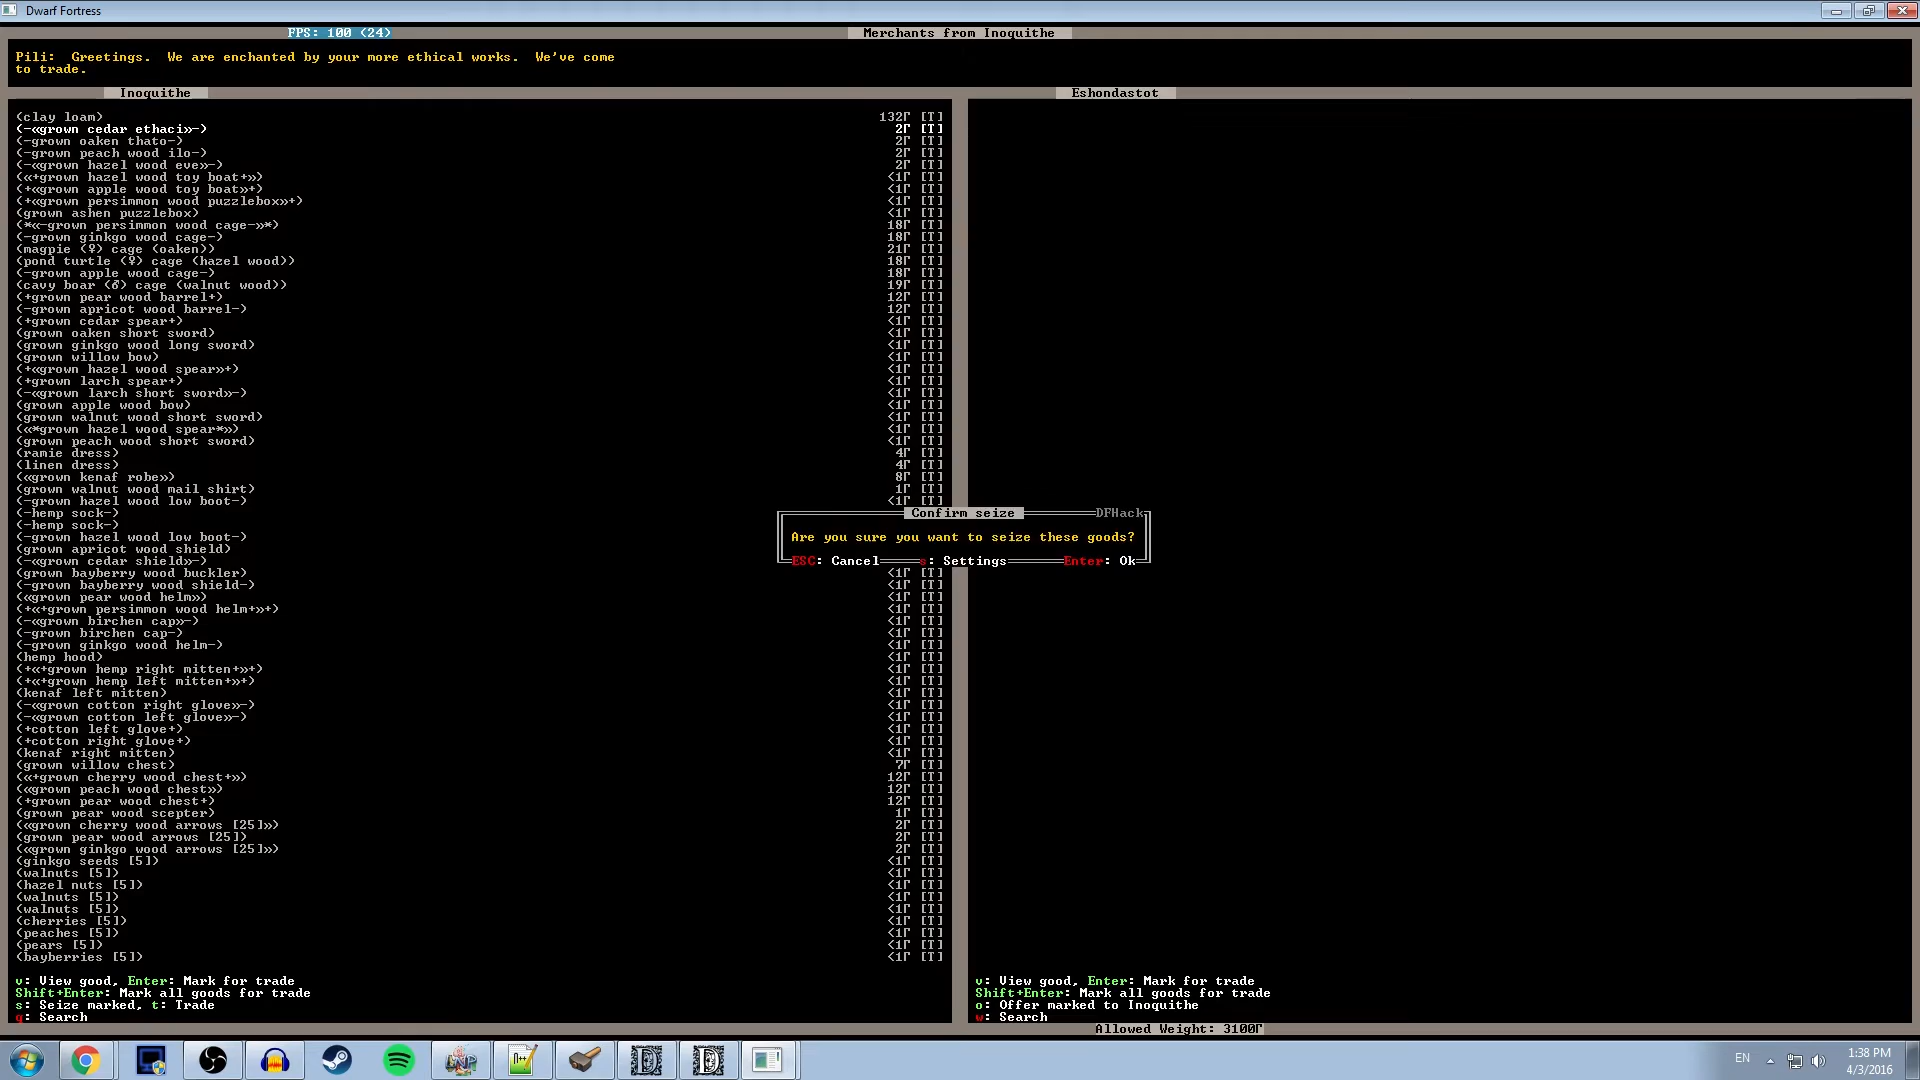 Dwarf Fortress
FPS: 100 (24)
Merchants from Inoquithe
Pili: Greetings. We are enchanted by your more ethical works. We've come
to trade.
Inoquithe
Eshondastot
(clay loam) 132Γ [T]
(-«grown cedar ethaci»-) 2Γ [T]
(-grown oaken thato-) 2Γ [T]
(-grown peach wood ilo-) 2Γ [T]
(-«grown hazel wood eve»-) 2Γ [T]
(«+grown hazel wood toy boat+») <1Γ [T]
(+«grown apple wood toy boat»+) <1Γ [T]
(+«grown persimmon wood puzzlebox»+) <1Γ [T]
(grown ashen puzzlebox) <1Γ [T]
(*«-grown persimmon wood cage-»*) 18Γ [T]
(-grown ginkgo wood cage-) 18Γ [T]
(magpie (♀) cage (oaken)) 21Γ [T]
(pond turtle (♀) cage (hazel wood)) 18Γ [T]
(-grown apple wood cage-) 18Γ [T]
(cavy boar (♂) cage (walnut wood)) 19Γ [T]
(+grown pear wood barrel+) 12Γ [T]
(-grown apricot wood barrel-) 12Γ [T]
(+grown cedar spear+) <1Γ [T]
(grown oaken short sword) <1Γ [T]
(grown ginkgo wood long sword) <1Γ [T]
(grown willow bow) <1Γ [T]
(+«grown hazel wood spear»+) <1Γ [T]
(+grown larch spear+) <1Γ [T]
(-«grown larch short sword»-) <1Γ [T]
(grown apple wood bow) <1Γ [T]
(grown walnut wood short sword) <1Γ [T]
(«*grown hazel wood spear*») <1Γ [T]
(grown peach wood short sword) <1Γ [T]
(ramie dress) 4Γ [T]
(linen dress) 4Γ [T]
(«grown kenaf robe») 8Γ [T]
(grown walnut wood mail shirt) 1Γ [T]
(-grown hazel wood low boot-) <1Γ [T]
(-hemp sock-)
(-hemp sock-)
(-grown hazel wood low boot-)
(grown apricot wood shield)
(-«grown cedar shield»-)
Confirm seize DFHack
Are you sure you want to seize these goods?
ESC: Cancel s: Settings Enter: Ok
(grown bayberry wood buckler) <1Γ [T]
(-grown bayberry wood shield-) <1Γ [T]
(«grown pear wood helm») <1Γ [T]
(+«+grown persimmon wood helm+»+) <1Γ [T]
(-«grown birchen cap»-) <1Γ [T]
(-grown birchen cap-) <1Γ [T]
(-grown ginkgo wood helm-) <1Γ [T]
(hemp hood) <1Γ [T]
(+«+grown hemp right mitten+»+) <1Γ [T]
(+«+grown hemp left mitten+»+) <1Γ [T]
(kenaf left mitten) <1Γ [T]
(-«grown cotton right glove»-) <1Γ [T]
(-«grown cotton left glove»-) <1Γ [T]
(+cotton left glove+) <1Γ [T]
(+cotton right glove+) <1Γ [T]
(kenaf right mitten) <1Γ [T]
(grown willow chest) 7Γ [T]
(«+grown cherry wood chest+») 12Γ [T]
(«grown peach wood chest») 12Γ [T]
(+grown pear wood chest+) 12Γ [T]
(grown pear wood scepter) 1Γ [T]
(«grown cherry wood arrows [25]») 2Γ [T]
(grown pear wood arrows [25]) 2Γ [T]
(«grown ginkgo wood arrows [25]») 2Γ [T]
(ginkgo seeds [5]) <1Γ [T]
(walnuts [5]) <1Γ [T]
(hazel nuts [5]) <1Γ [T]
(walnuts [5]) <1Γ [T]
(walnuts [5]) <1Γ [T]
(cherries [5]) <1Γ [T]
(peaches [5]) <1Γ [T]
(pears [5]) <1Γ [T]
(bayberries [5]) <1Γ [T]
v: View good, Enter: Mark for trade
Shift+Enter: Mark all goods for trade
s: Seize marked, t: Trade
q: Search
v: View good, Enter: Mark for trade
Shift+Enter: Mark all goods for trade
o: Offer marked to Inoquithe
w: Search
Allowed Weight: 3100Γ
EN
1:38 PM
4/3/2016